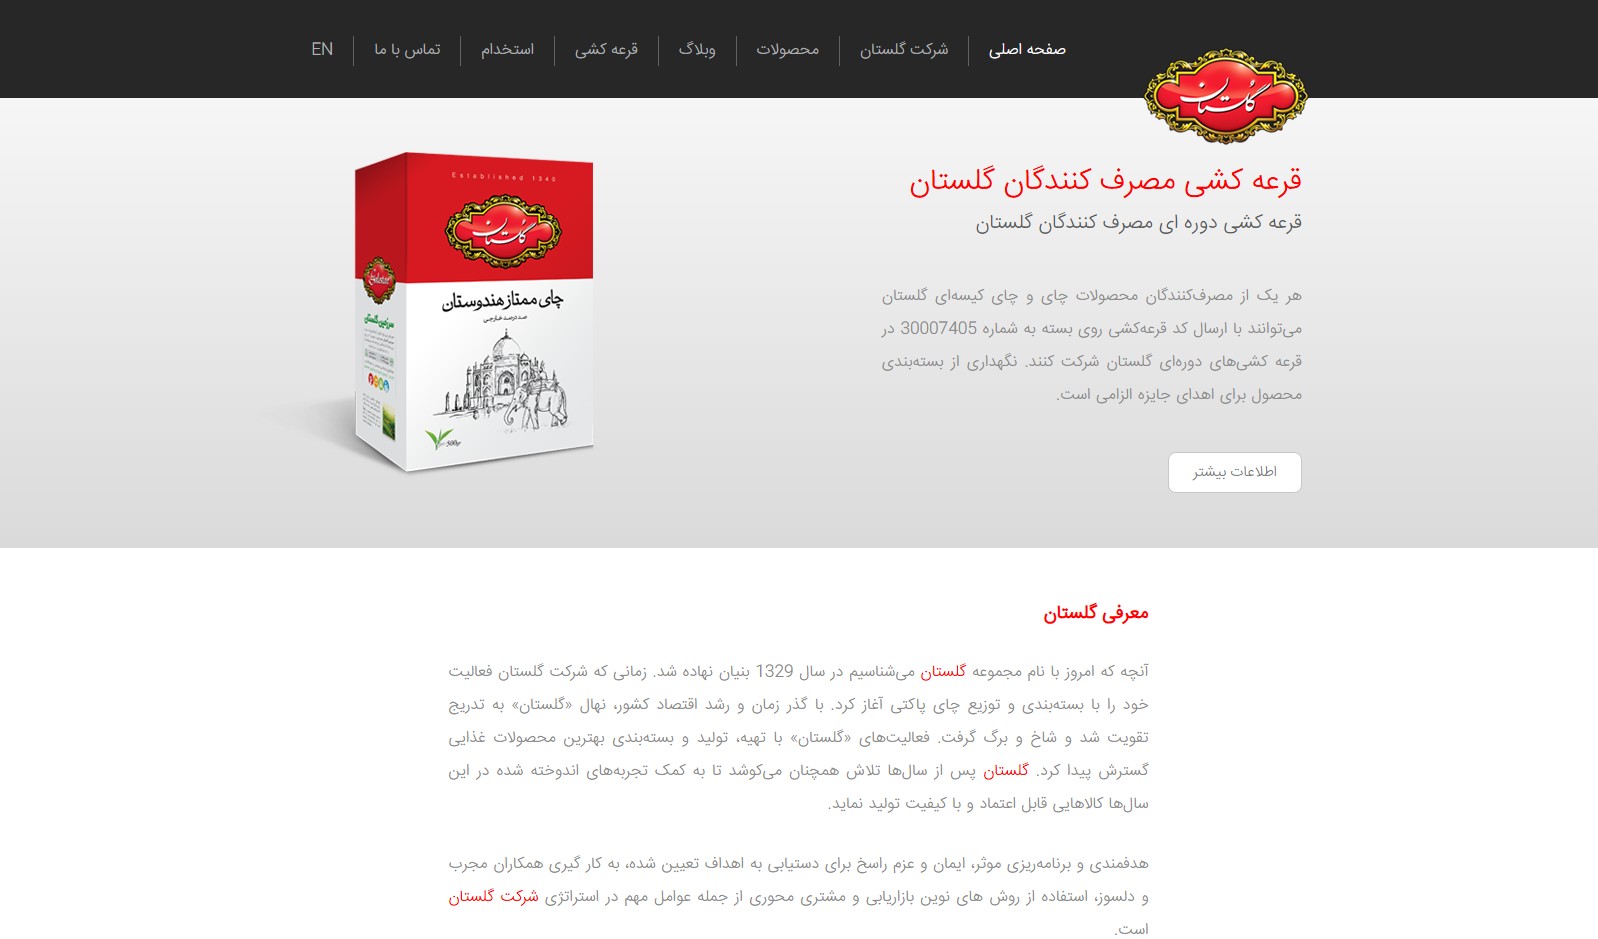 صفحه اصلی
شرکت گلستان
محصولات
وبلاگ
قرعه کشی
استخدام
تماس با ما
EN
گلستان
قرعه کشی مصرف کنندگان گلستان
قرعه کشی دوره ای مصرف کنندگان گلستان
هر یک از مصرف‌کنندگان محصولات چای و چای کیسه‌ای گلستان
می‌توانند با ارسال کد قرعه‌کشی روی بسته به شماره 30007405 در
قرعه کشی‌های دوره‌ای گلستان شرکت کنند. نگهداری از بسته‌بندی
محصول برای اهدای جایزه الزامی است.
اطلاعات بیشتر
Established 1340
گلستان
چای ممتاز هندوستان
صد درصد خارجی
Golestan
سرزمین گلستان
500gr
معرفی گلستان
آنچه که امروز با نام مجموعه گلستان می‌شناسیم در سال 1329 بنیان نهاده شد. زمانی که شرکت گلستان فعالیت
خود را با بسته‌بندی و توزیع چای پاکتی آغاز کرد. با گذر زمان و رشد اقتصاد کشور، نهال «گلستان» به تدریج
تقویت شد و شاخ و برگ گرفت. فعالیت‌های «گلستان» با تهیه، تولید و بسته‌بندی بهترین محصولات غذایی
گسترش پیدا کرد. گلستان پس از سال‌ها تلاش همچنان می‌کوشد تا به کمک تجربه‌های اندوخته شده در این
سال‌ها کالاهایی قابل اعتماد و با کیفیت تولید نماید.
هدفمندی و برنامه‌ریزی موثر، ایمان و عزم راسخ برای دستیابی به اهداف تعیین شده، به کار گیری همکاران مجرب
و دلسوز، استفاده از روش های نوین بازاریابی و مشتری محوری از جمله عوامل مهم در استراتژی شرکت گلستان
است.